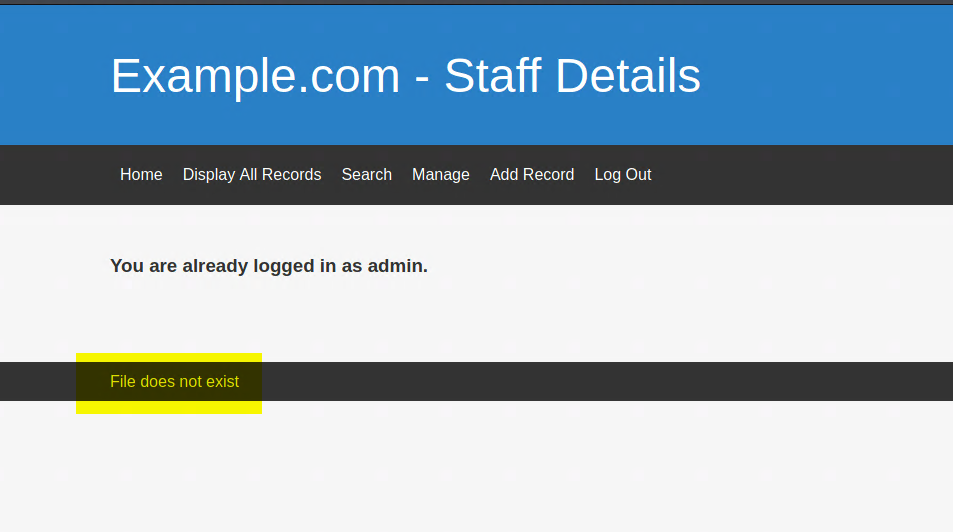 Example.com - Staff Details
Home Display All Records Search Manage Add Record Log Out
You are already logged in as admin.
File does not exist